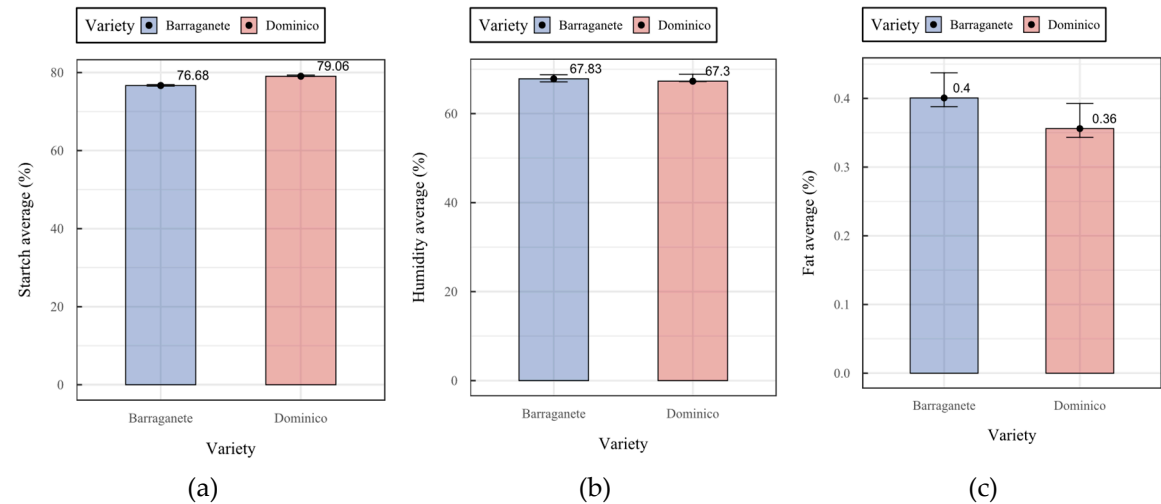 Variety Barraganete Dominico
76.68
79.06
80
60
40
20
0
Startch average (%)
Barraganete Dominico
Variety
(a)
Variety Barraganete Dominico
67.83
67.3
60
40
20
0
Humidity average (%)
Barraganete Dominico
Variety
(b)
Variety Barraganete Dominico
0.4
0.36
0.4
0.3
0.2
0.1
0.0
Fat average (%)
Barraganete Dominico
Variety
(c)